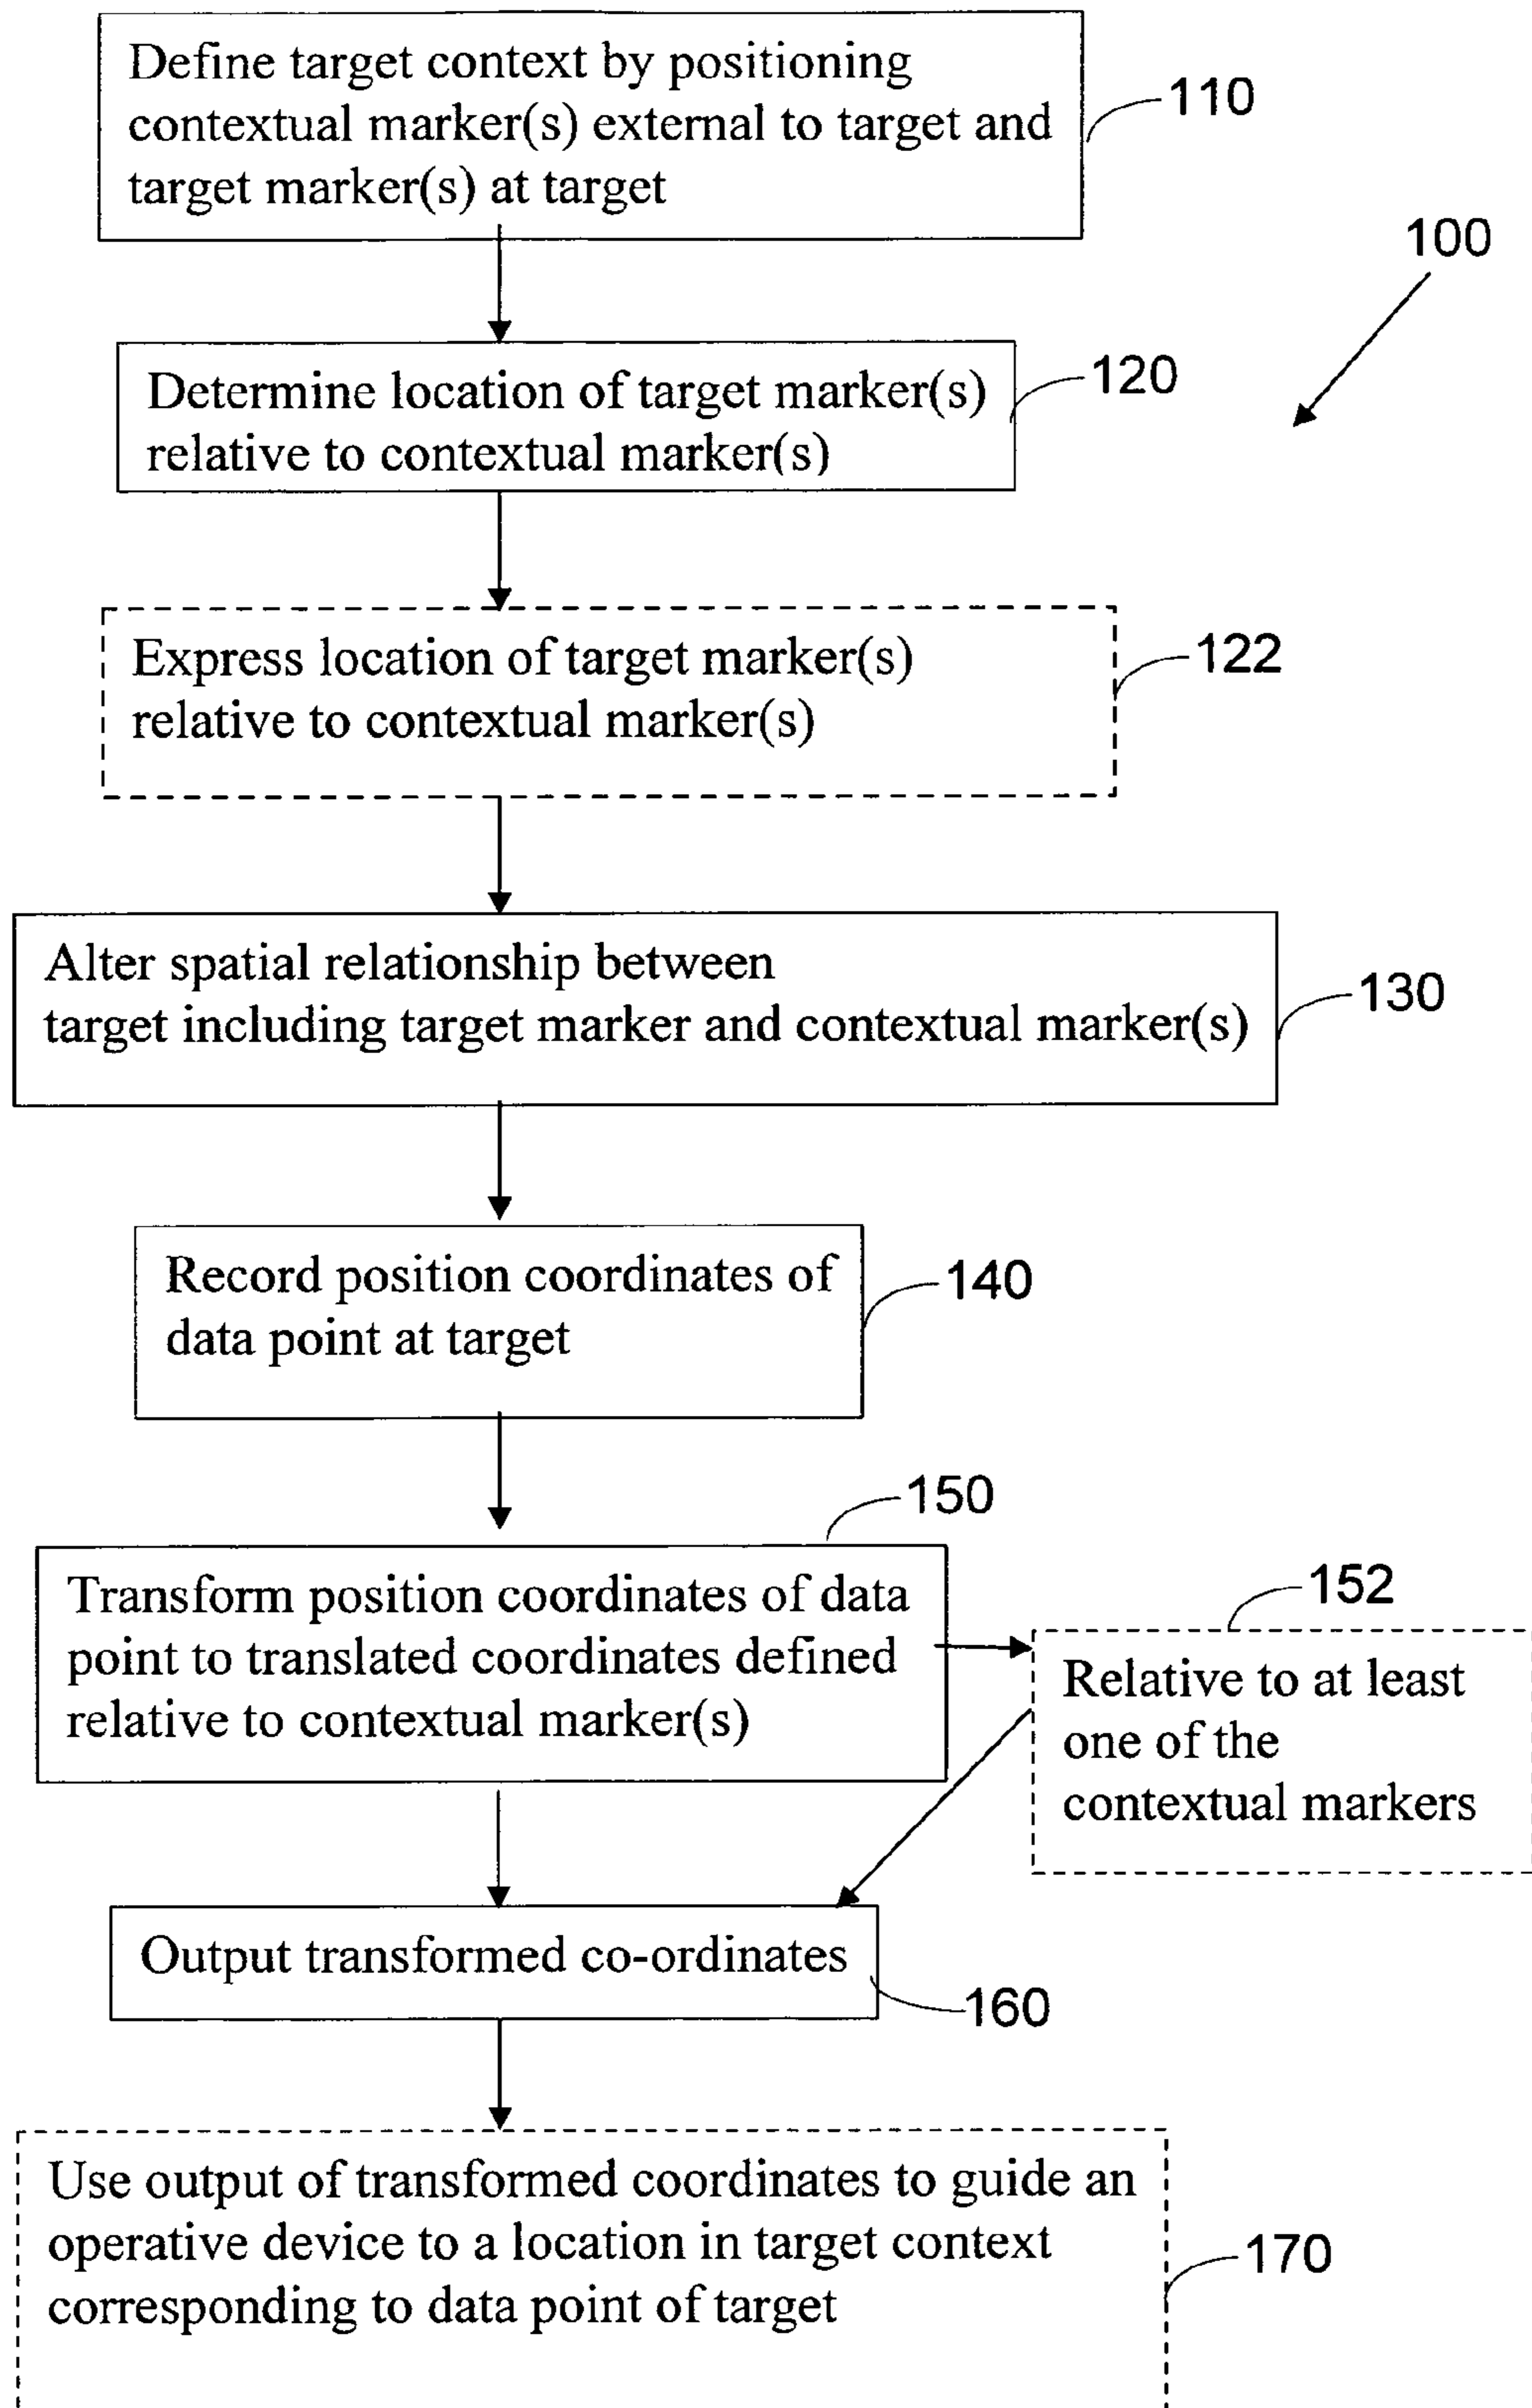 Define target context by positioning
contextual marker(s) external to target and
target marker(s) at target
110
100
Determine location of target marker(s)
relative to contextual marker(s)
120
Express location of target marker(s)
relative to contextual marker(s)
122
Alter spatial relationship between
target including target marker and contextual marker(s)
130
Record position coordinates of
data point at target
140
150
Transform position coordinates of data
point to translated coordinates defined
relative to contextual marker(s)
152
Relative to at least
one of the
contextual markers
Output transformed co-ordinates
160
Use output of transformed coordinates to guide an
operative device to a location in target context
corresponding to data point of target
170